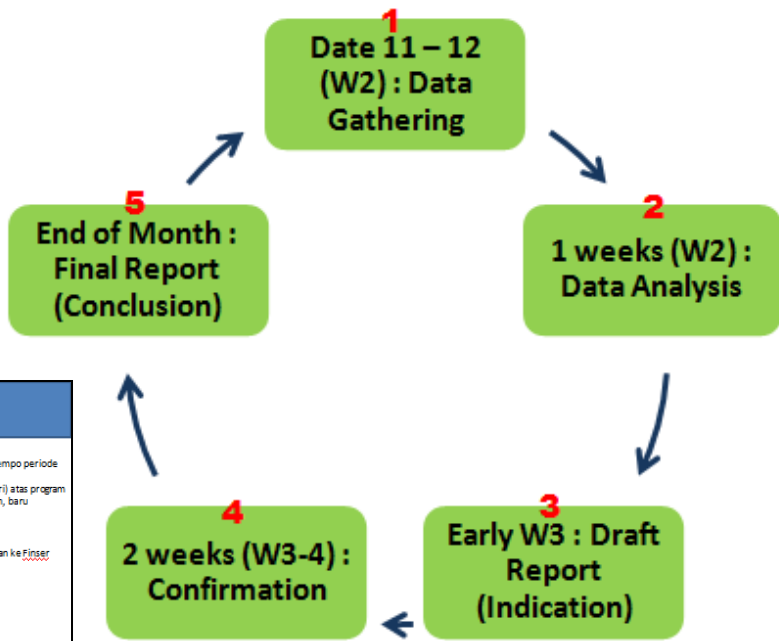 1
Date 11 – 12
(W2) : Data
Gathering
2
1 weeks (W2) :
Data Analysis
3
Early W3 : Draft
Report
(Indication)
4
2 weeks (W3-4) :
Confirmation
5
End of Month :
Final Report
(Conclusion)
empo periode
ri) atas program
n, baru
an ke Finser